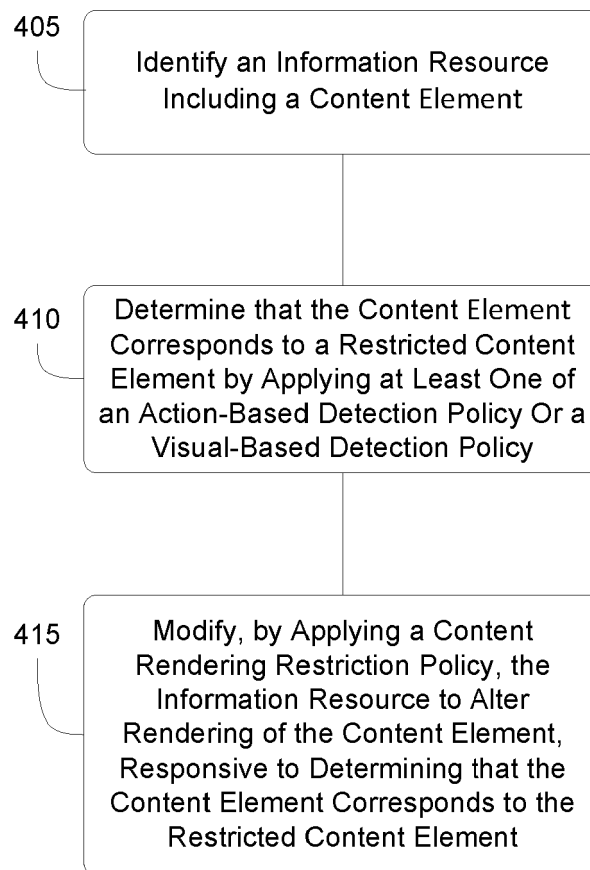 405
Identify an Information Resource
Including a Content Element
410
Determine that the Content Element
Corresponds to a Restricted Content
Element by Applying at Least One of
an Action-Based Detection Policy Or a
Visual-Based Detection Policy
415
Modify, by Applying a Content
Rendering Restriction Policy, the
Information Resource to Alter
Rendering of the Content Element,
Responsive to Determining that the
Content Element Corresponds to the
Restricted Content Element